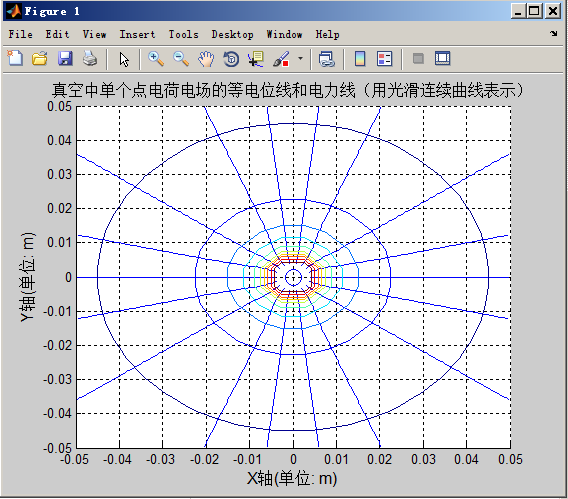 Figure 1
File Edit View Insert Tools Desktop Window Help
真空中单个点电荷电场的等电位线和电力线（用光滑连续曲线表示）
0.05
0.04
0.03
0.02
0.01
0
-0.01
-0.02
-0.03
-0.04
-0.05
Y轴(单位: m)
-0.05 -0.04 -0.03 -0.02 -0.01 0 0.01 0.02 0.03 0.04 0.05
X轴(单位: m)